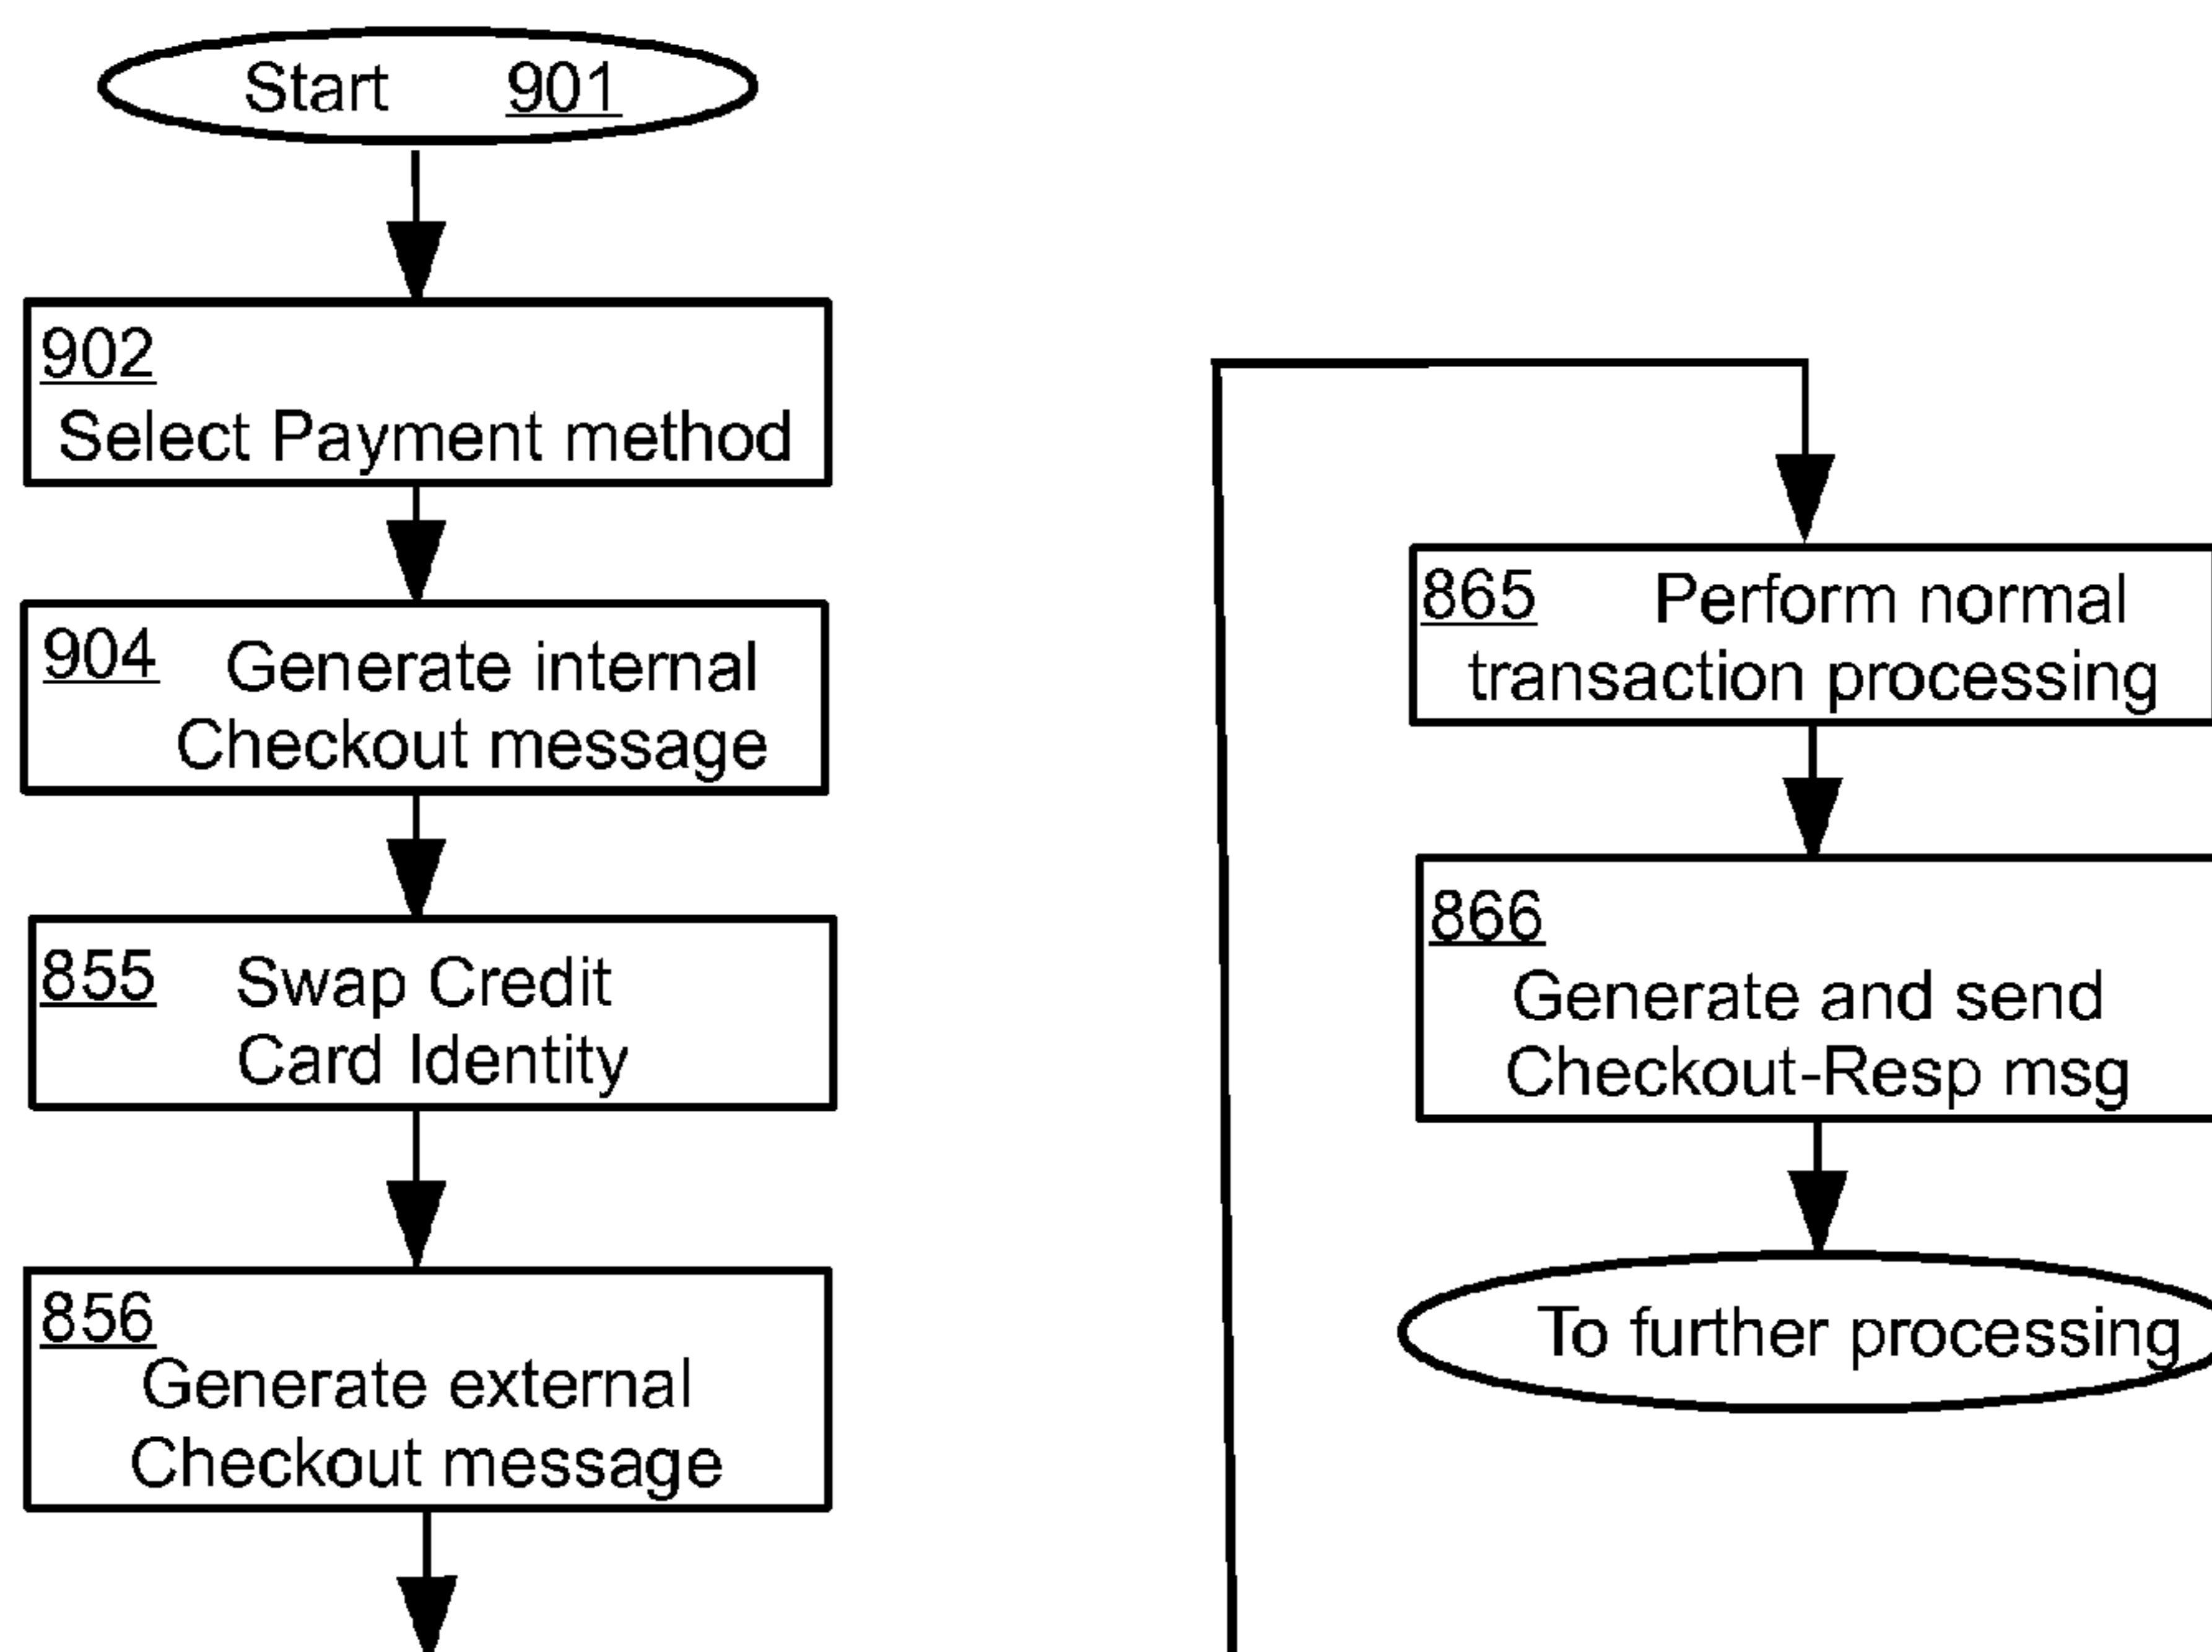 Start 901
902
Select Payment method
904 Generate internal
Checkout message
855 Swap Credit
Card Identity
856
Generate external
Checkout message
865 Perform normal
transaction processing
866
Generate and send
Checkout-Resp msg
To further processing